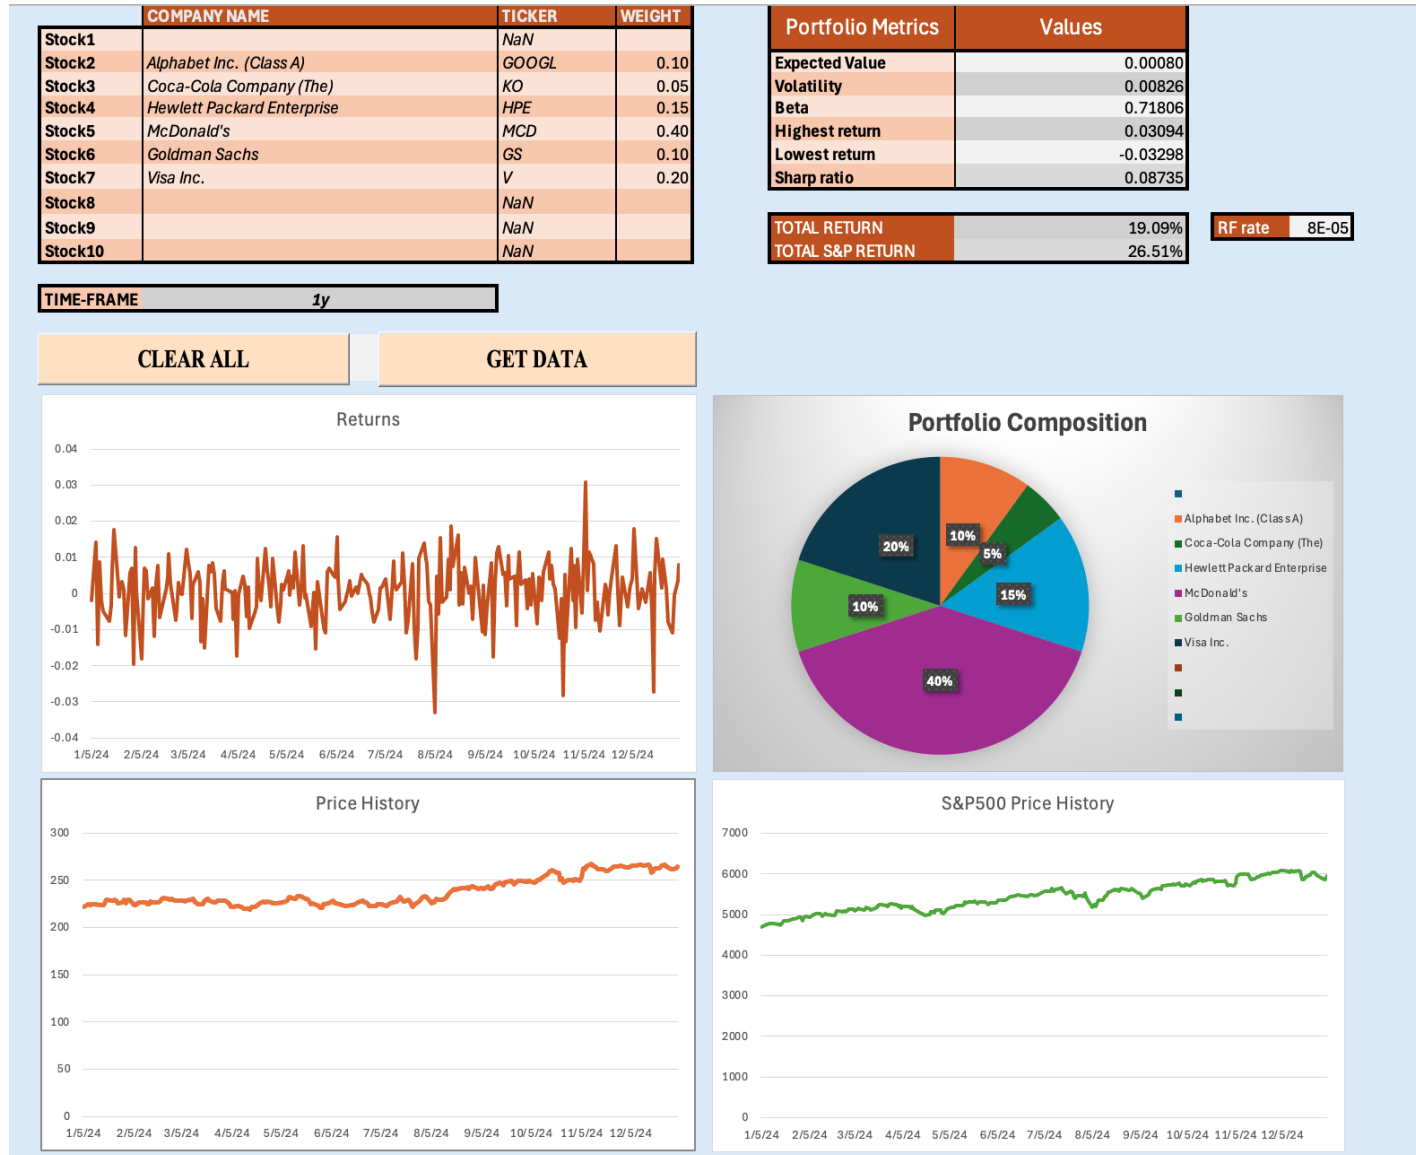 COMPANY NAME TICKER WEIGHT
Stock1 NaN
Stock2 Alphabet Inc. (Class A) GOOGL 0.10
Stock3 Coca-Cola Company (The) KO 0.05
Stock4 Hewlett Packard Enterprise HPE 0.15
Stock5 McDonald's MCD 0.40
Stock6 Goldman Sachs GS 0.10
Stock7 Visa Inc. V 0.20
Stock8 NaN
Stock9 NaN
Stock10 NaN
Portfolio Metrics Values
Expected Value 0.00080
Volatility 0.00826
Beta 0.71806
Highest return 0.03094
Lowest return -0.03298
Sharp ratio 0.08735
TOTAL RETURN 19.09%
TOTAL S&P RETURN 26.51%
RF rate 8E-05
TIME-FRAME 1y
CLEAR ALL
GET DATA
Returns
0.04
0.03
0.02
0.01
0
-0.01
-0.02
-0.03
-0.04
1/5/24 2/5/24 3/5/24 4/5/24 5/5/24 6/5/24 7/5/24 8/5/24 9/5/24 10/5/24 11/5/24 12/5/24
Portfolio Composition
10%
5%
15%
40%
10%
20%
Alphabet Inc. (Class A)
Coca-Cola Company (The)
Hewlett Packard Enterprise
McDonald's
Goldman Sachs
Visa Inc.
Price History
300
250
200
150
100
50
0
1/5/24 2/5/24 3/5/24 4/5/24 5/5/24 6/5/24 7/5/24 8/5/24 9/5/24 10/5/24 11/5/24 12/5/24
S&P500 Price History
7000
6000
5000
4000
3000
2000
1000
0
1/5/24 2/5/24 3/5/24 4/5/24 5/5/24 6/5/24 7/5/24 8/5/24 9/5/24 10/5/24 11/5/24 12/5/24